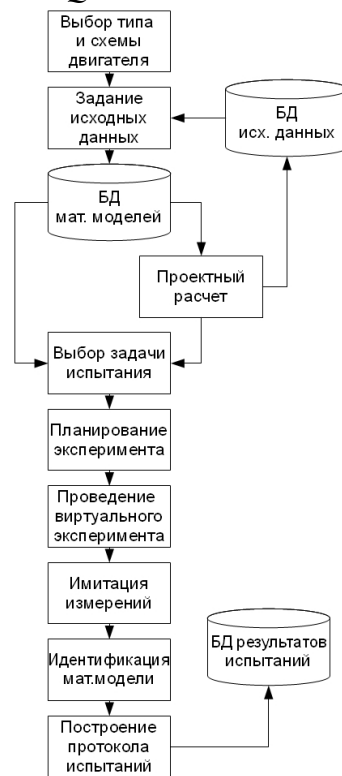 Выбор типа
и схемы
двигателя
Задание
исходных
данных
БД
исх. данных
БД
мат. моделей
Проектный
расчет
Выбор задачи
испытания
Планирование
эксперимента
Проведение
виртуального
эксперимента
Имитация
измерений
Идентификация
мат.модели
БД результатов
испытаний
Построение
протокола
испытаний